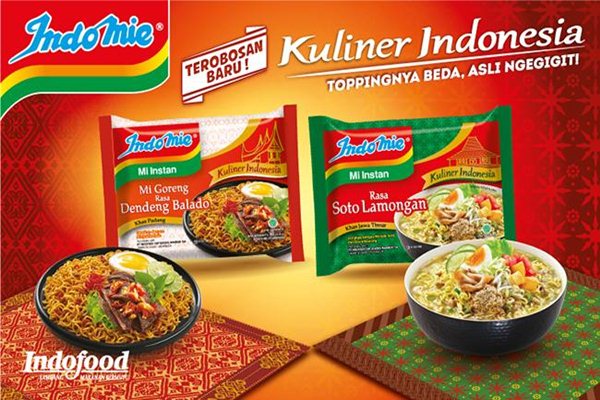 Indomie®
TEROBOSAN
BARU!
Kuliner Indonesia
TOPPINGNYA BEDA, ASLI NGEGIGIT!
Indomie
Mi Instan
Kuliner Indonesia
Mi Goreng
Rasa
Dendeng Balado
Khas Padang
Indomie
Mi Instan
Kuliner Indonesia
Rasa
Soto Lamongan
Khas Jawa Timur
Indofood